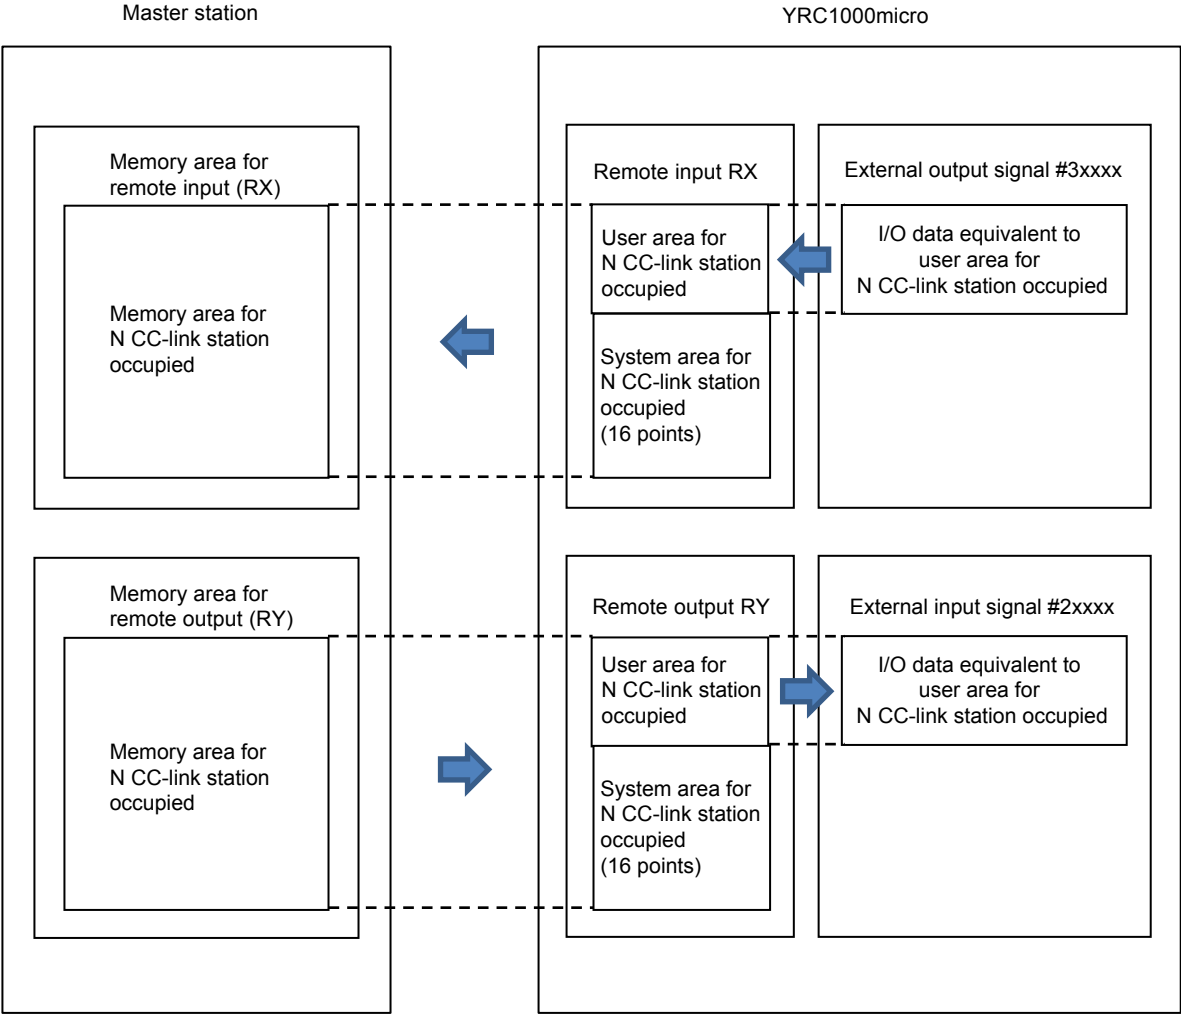 Master station
YRC1000micro
Memory area for
remote input (RX)
Memory area for
N CC-link station
occupied
Remote input RX
User area for
N CC-link station
occupied
System area for
N CC-link station
occupied
(16 points)
External output signal #3xxxx
I/O data equivalent to
user area for
N CC-link station occupied
Memory area for
remote output (RY)
Memory area for
N CC-link station
occupied
Remote output RY
User area for
N CC-link station
occupied
System area for
N CC-link station
occupied
(16 points)
External input signal #2xxxx
I/O data equivalent to
user area for
N CC-link station occupied